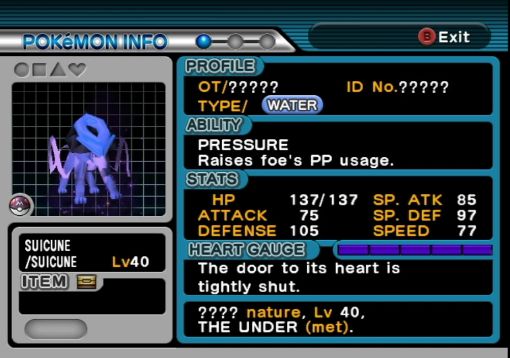 POKéMON INFO
B Exit
PROFILE
OT/?????
ID No.?????
TYPE/ WATER
ABILITY
PRESSURE
Raises foe's PP usage.
STATS
HP 137/137 SP. ATK 85
ATTACK 75 SP. DEF 97
DEFENSE 105 SPEED 77
SUICUNE
/SUICUNE Lv40
ITEM
HEART GAUGE
The door to its heart is
tightly shut.
???? nature, Lv 40,
THE UNDER (met).